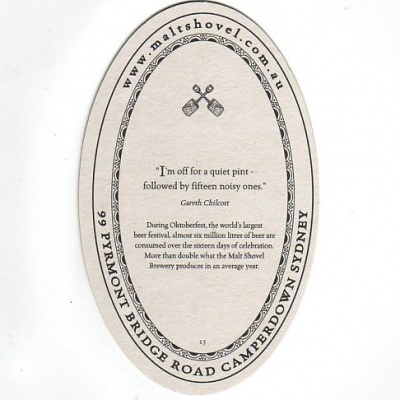 www.maltshovel.com.au
"I'm off for a quiet pint -
followed by fifteen noisy ones."
Gareth Chilcott
During Oktoberfest, the world's largest
beer festival, almost six million litres of beer are
consumed over the sixteen days of celebration.
More than double what the Malt Shovel
Brewery produces in an average year.
15
99 PYRMONT BRIDGE ROAD CAMPERDOWN SYDNEY